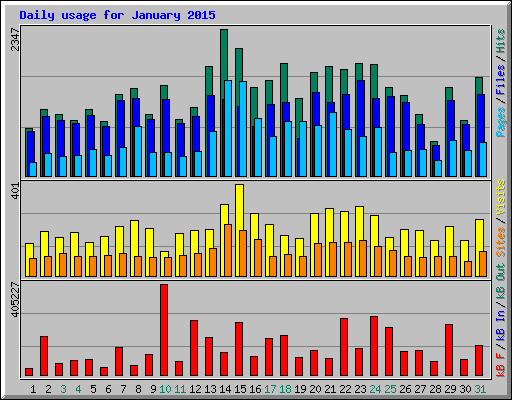 Daily usage for January 2015
2347
Pages / Files / Hits
401
Sites / Visits
405227
kB F / kB In / kB Out
1 2 3 4 5 6 7 8 9 10 11 12 13 14 15 16 17 18 19 20 21 22 23 24 25 26 27 28 29 30 31